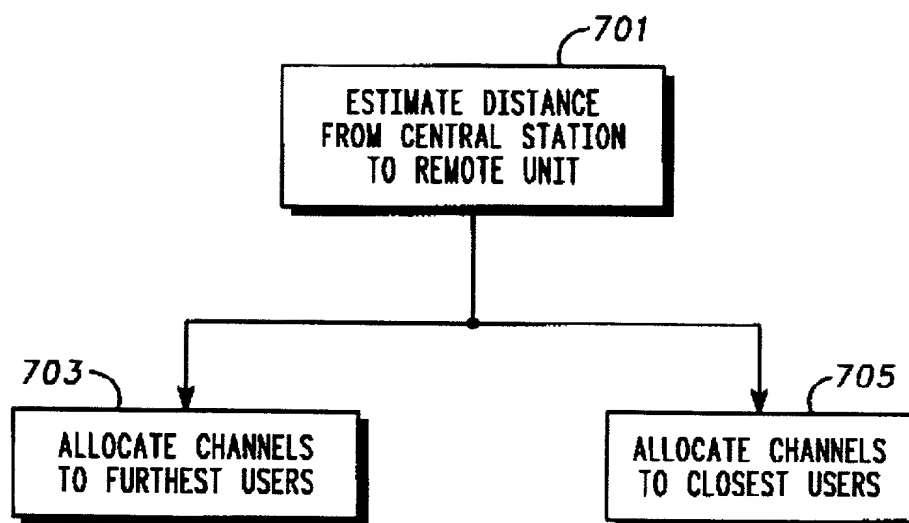 701
ESTIMATE DISTANCE
FROM CENTRAL STATION
TO REMOTE UNIT
703
ALLOCATE CHANNELS
TO FURTHEST USERS
705
ALLOCATE CHANNELS
TO CLOSEST USERS